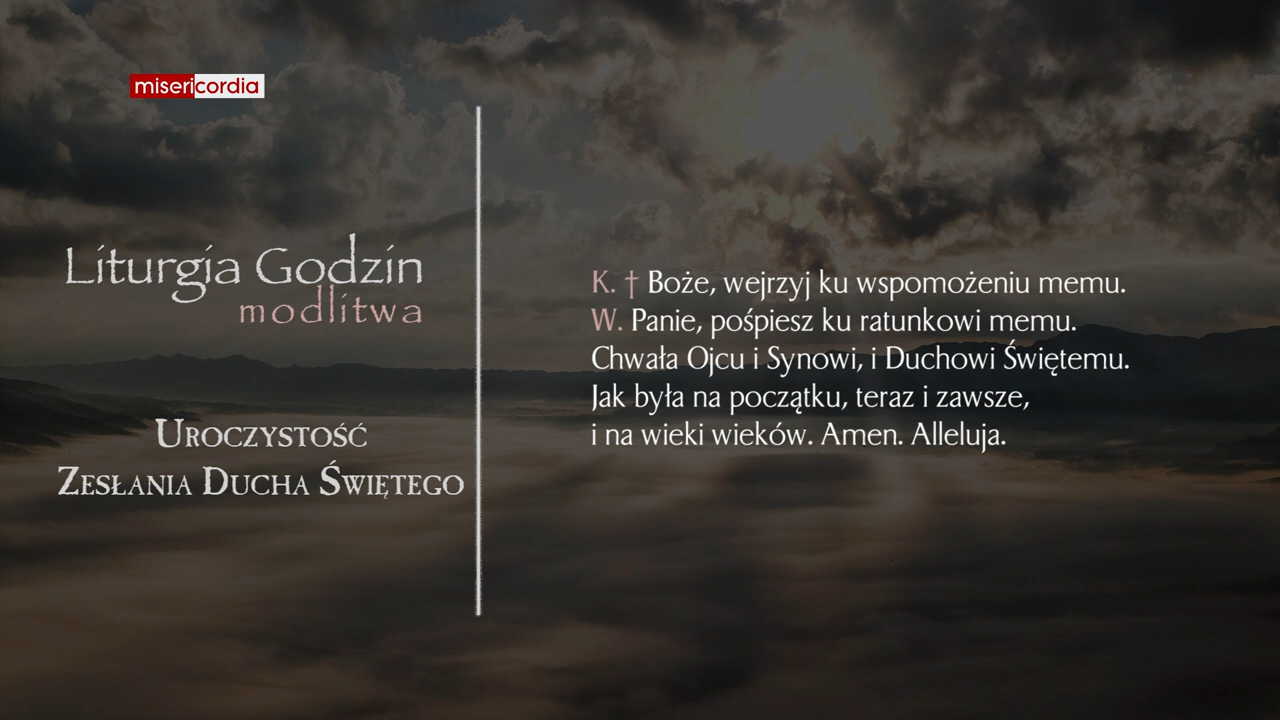 misericordia
Liturgia Godzin
modlitwa
Uroczystość
Zesłania Ducha Świętego
K. † Boże, wejrzyj ku wspomożeniu memu.
W. Panie, pośpiesz ku ratunkowi memu.
Chwała Ojcu i Synowi, i Duchowi Świętemu.
Jak była na początku, teraz i zawsze,
i na wieki wieków. Amen. Alleluja.